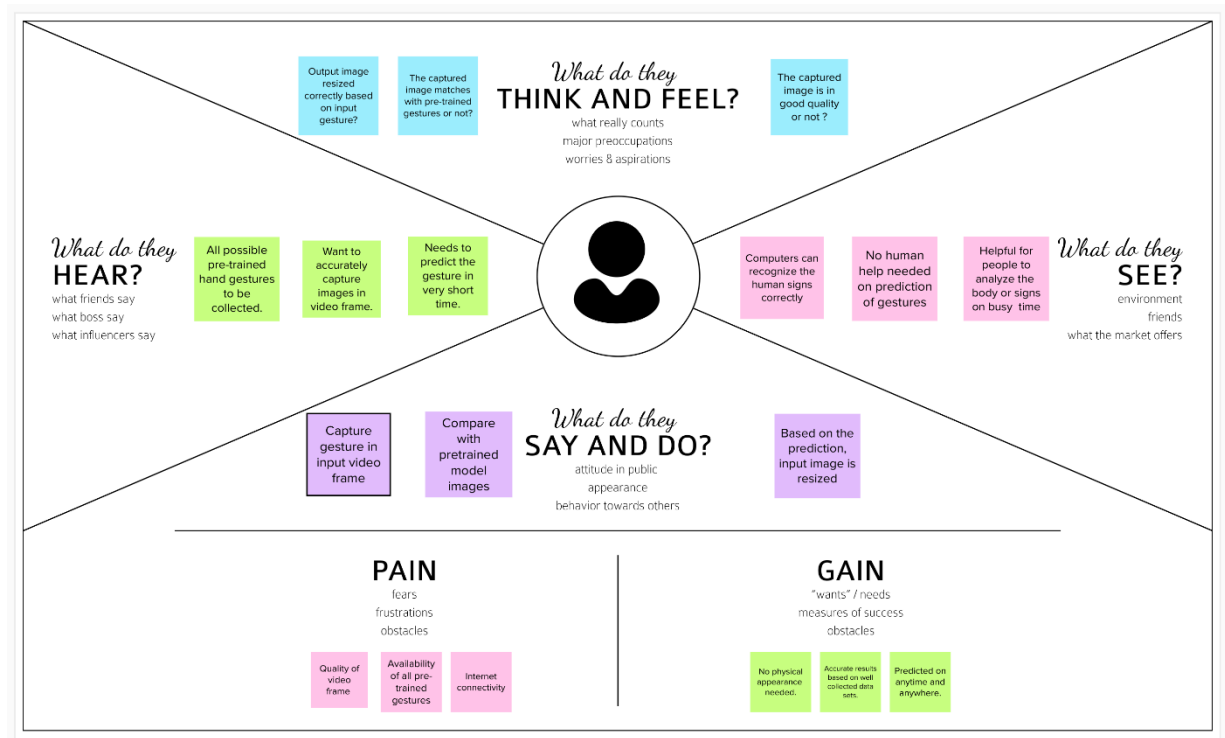 What do they
THINK AND FEEL?
what really counts
major preoccupations
worries & aspirations
Output image
resized
correctly based
on input
gesture?
The captured
image matches
with pre-trained
gestures or not?
The captured
image is in
good quality
or not ?
What do they
HEAR?
what friends say
what boss say
what influencers say
All possible
pre-trained
hand gestures
to be
collected.
Want to
accurately
capture
images in
video frame.
Needs to
predict the
gesture in
very short
time.
Computers can
recognize the
human signs
correctly
No human
help needed
on prediction
of gestures
Helpful for
people to
analyze the
body or signs
on busy time
What do they
SEE?
environment
friends
what the market offers
What do they
SAY AND DO?
attitude in public
appearance
behavior towards others
Capture
gesture in
input video
frame
Compare
with
pretrained
model
images
Based on the
prediction,
input image is
resized
PAIN
fears
frustrations
obstacles
Quality of
video
frame
Availability
of all pre-
trained
gestures
Internet
connectivity
GAIN
"wants" / needs
measures of success
obstacles
No physical
appearance
needed.
Accurate results
based on well
collected data
sets.
Predicted on
anytime and
anywhere.